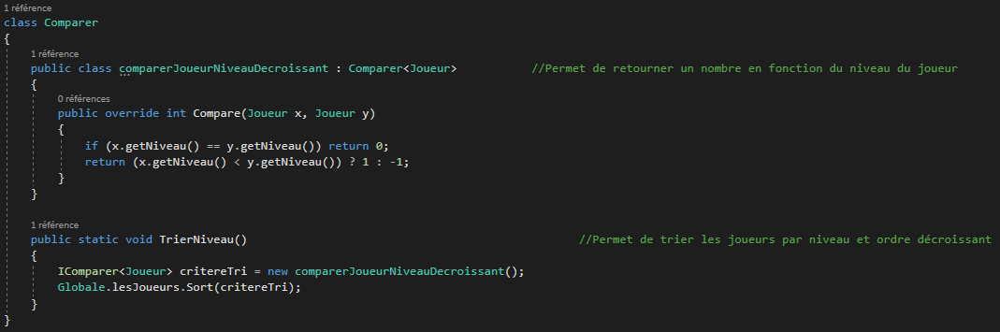 1 référence
class Comparer
{
1 référence
public class comparerJoueurNiveauDecroissant : Comparer<Joueur> //Permet de retourner un nombre en fonction du niveau du joueur
{
0 références
public override int Compare(Joueur x, Joueur y)
{
if (x.getNiveau() == y.getNiveau()) return 0;
return (x.getNiveau() < y.getNiveau()) ? 1 : -1;
}
}
1 référence
public static void TrierNiveau() //Permet de trier les joueurs par niveau et ordre décroissant
{
IComparer<Joueur> critereTri = new comparerJoueurNiveauDecroissant();
Globale.lesJoueurs.Sort(critereTri);
}
}